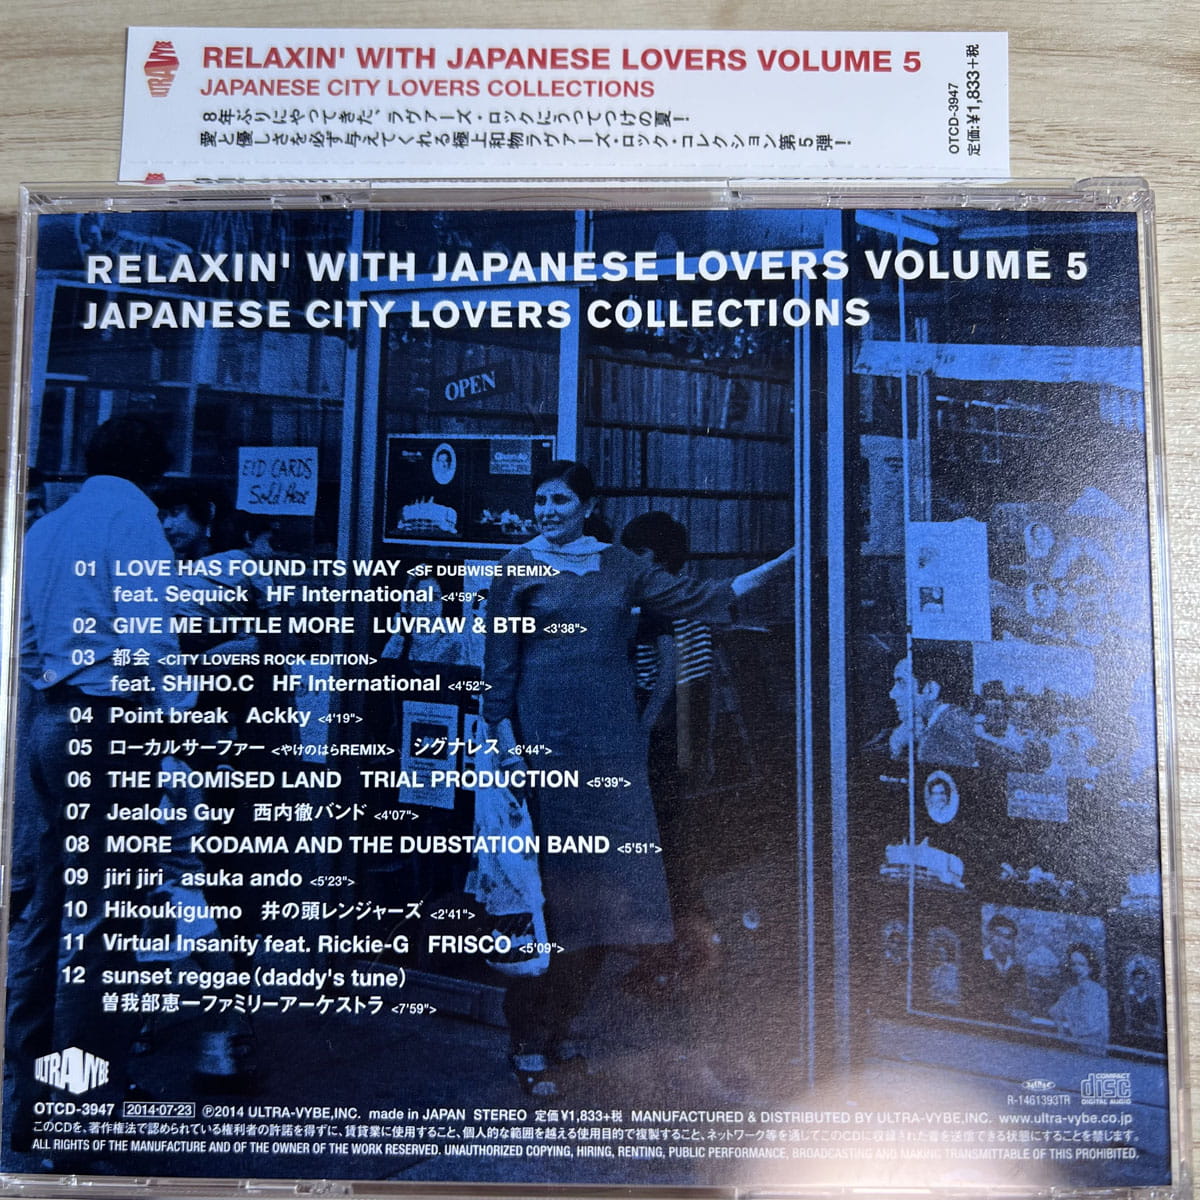 ULTRA VYBE
RELAXIN' WITH JAPANESE LOVERS VOLUME 5
JAPANESE CITY LOVERS COLLECTIONS
8年ぶりにやってきた、ラヴァーズ・ロックにうってつけの夏!
愛と優しさを必ず与えてくれる極上和物ラヴァーズ・ロック・コレクション第5弾!
OTCD-3947
定価:¥1,833+税
RELAXIN' WITH JAPANESE LOVERS VOLUME 5
JAPANESE CITY LOVERS COLLECTIONS
OPEN
EID CARDS
Sold Here
01 LOVE HAS FOUND ITS WAY <SF DUBWISE REMIX>
feat. Sequick HF International <4'59">
02 GIVE ME LITTLE MORE LUVRAW & BTB <3'38">
03 都会 <CITY LOVERS ROCK EDITION>
feat. SHIHO.C HF International <4'52">
04 Point break Ackky <4'19">
05 ローカルサーファー <やけのはらREMIX> シグナレス <6'44">
06 THE PROMISED LAND TRIAL PRODUCTION <5'39">
07 Jealous Guy 西内徹バンド <4'07">
08 MORE KODAMA AND THE DUBSTATION BAND <5'51">
09 jiri jiri asuka ando <5'23">
10 Hikoukigumo 井の頭レンジャーズ <2'41">
11 Virtual Insanity feat. Rickie-G FRISCO <5'09">
12 sunset reggae (daddy's tune)
曽我部恵一ファミリーアーケストラ <7'59">
ULTRA VYBE
R-1461393TR
COMPACT disc DIGITAL AUDIO
OTCD-3947 2014-07-23 ℗2014 ULTRA-VYBE,INC. made in JAPAN STEREO 定価¥1,833+税 MANUFACTURED & DISTRIBUTED BY ULTRA-VYBE,INC. www.ultra-vybe.co.jp
このCDを、著作権法で認められている権利者の許諾を得ずに、賃貸業に使用すること、個人的な範囲を越える使用目的で複製すること、ネットワーク等を通じてこのCDに収録された音を送信できる状態にすることを禁じます。
ALL RIGHTS OF THE MANUFACTURE AND OF THE OWNER OF THE WORK RESERVED. UNAUTHORIZED COPYING, HIRING, RENTING, PUBLIC PERFORMANCE, BROADCASTING AND MAKING TRANSMITTABLE OF THIS PROHIBITED.